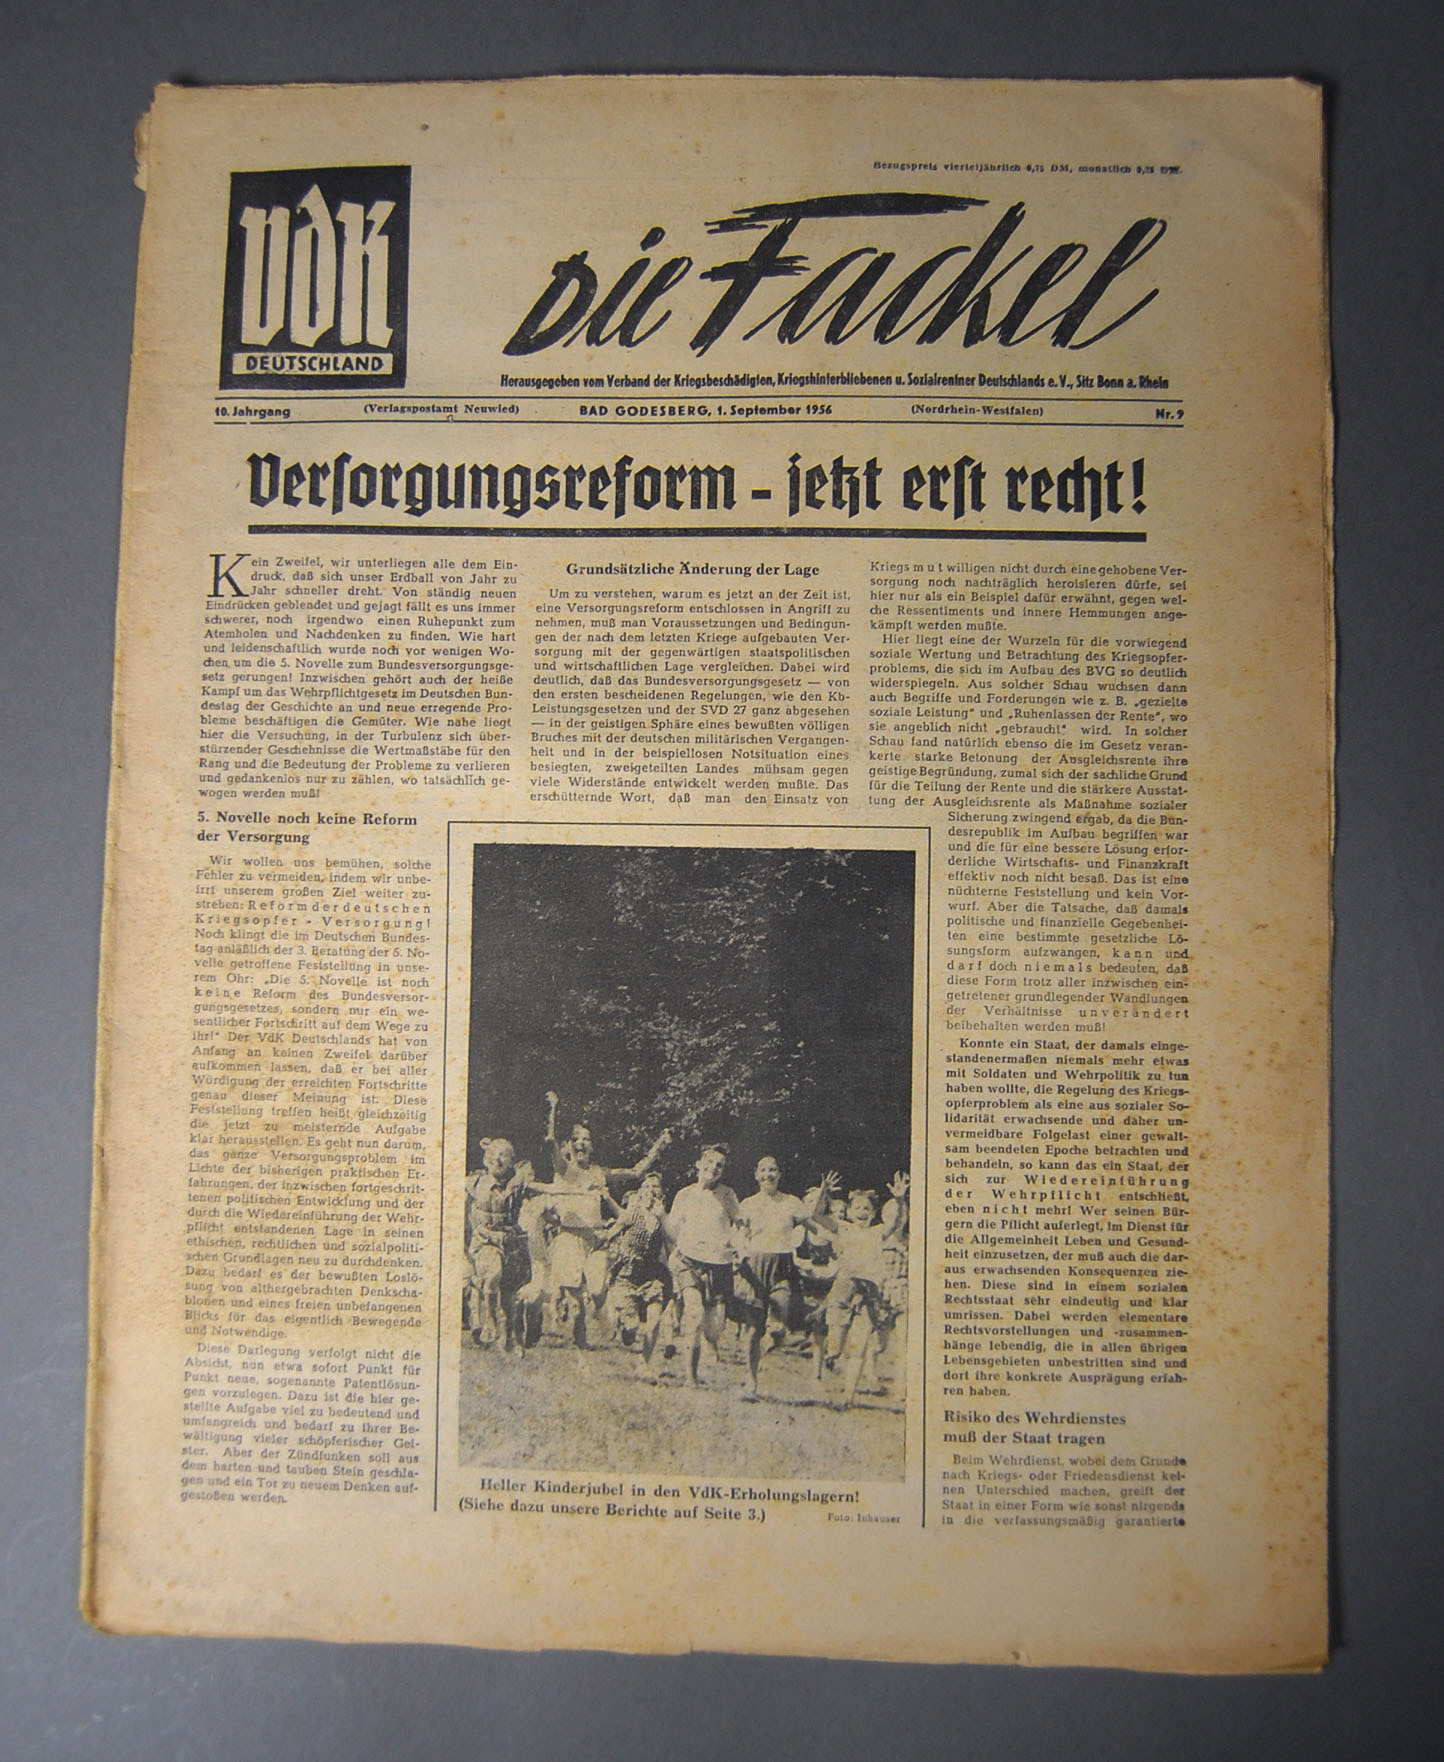 Bezugspreis vierteljährlich 0,75 DM, monatlich 0,25 DM.
VdK
DEUTSCHLAND
Die Fackel
Herausgegeben vom Verband der Kriegsbeschädigten, Kriegshinterbliebenen u. Sozialrentner Deutschlands e. V., Sitz Bonn a. Rhein
10. Jahrgang (Verlagspostamt Neuwied) BAD GODESBERG, 1. September 1956 (Nordrhein-Westfalen) Nr. 9
Versorgungsreform - jetzt erst recht!
Kein Zweifel, wir unterliegen alle dem Ein-
druck, daß sich unser Erdball von Jahr zu
Jahr schneller dreht. Von ständig neuen
Eindrücken geblendet und gejagt fällt es uns immer
schwerer, noch irgendwo einen Ruhepunkt zum
Atemholen und Nachdenken zu finden. Wie hart
und leidenschaftlich wurde noch vor wenigen Wo-
chen um die 5. Novelle zum Bundesversorgungsge-
setz gerungen! Inzwischen gehört auch der heiße
Kampf um das Wehrpflichtgesetz im Deutschen Bun-
destag der Geschichte an und neue erregende Pro-
bleme beschäftigen die Gemüter. Wie nahe liegt
hier die Versuchung, in der Turbulenz sich über-
stürzender Geschehnisse die Wertmaßstäbe für den
Rang und die Bedeutung der Probleme zu verlieren
und gedankenlos nur zu zählen, wo tatsächlich ge-
wogen werden muß!
5. Novelle noch keine Reform
der Versorgung
Wir wollen uns bemühen, solche
Fehler zu vermeiden, indem wir unbe-
irrt unserem großen Ziel weiter zu-
streben: Reform der deutschen
Kriegsopfer - Versorgung!
Noch klingt die im Deutschen Bundes-
tag anläßlich der 3. Beratung der 5. No-
velle getroffene Feststellung in unse-
rem Ohr: „Die 5. Novelle ist noch
keine Reform des Bundesversor-
gungsgesetzes, sondern nur ein we-
sentlicher Fortschritt auf dem Wege zu
ihr!" Der VdK Deutschlands hat von
Anfang an keinen Zweifel darüber
aufkommen lassen, daß er bei aller
Würdigung der erreichten Fortschritte
genau dieser Meinung ist. Diese
Feststellung treffen heißt gleichzeitig
die jetzt zu meisternde Aufgabe
klar herausstellen. Es geht nun darum,
das ganze Versorgungsproblem im
Lichte der bisherigen praktischen Er-
fahrungen, der inzwischen fortgeschrit-
tenen politischen Entwicklung und der
durch die Wiedereinführung der Wehr-
pflicht entstandenen Lage in seinen
ethischen, rechtlichen und sozialpoliti-
schen Grundlagen neu zu durchdenken.
Dazu bedarf es der bewußten Loslö-
sung von althergebrachten Denkscha-
blonen und eines freien unbefangenen
Blicks für das eigentlich Bewegende
und Notwendige.
Diese Darlegung verfolgt nicht die
Absicht, nun etwa sofort Punkt für
Punkt neue, sogenannte Patentlösun-
gen vorzulegen. Dazu ist die hier ge-
stellte Aufgabe viel zu bedeutend und
umfangreich und bedarf zu ihrer Be-
wältigung vieler schöpferischer Gei-
ster. Aber der Zündfunken soll aus
dem harten und tauben Stein geschla-
gen und ein Tor zu neuem Denken auf-
gestoßen werden.
Grundsätzliche Änderung der Lage
Um zu verstehen, warum es jetzt an der Zeit ist,
eine Versorgungsreform entschlossen in Angriff zu
nehmen, muß man Voraussetzungen und Bedingun-
gen der nach dem letzten Kriege aufgebauten Ver-
sorgung mit der gegenwärtigen staatspolitischen
und wirtschaftlichen Lage vergleichen. Dabei wird
deutlich, daß das Bundesversorgungsgesetz — von
den ersten bescheidenen Regelungen, wie den Kb-
Leistungsgesetzen und der SVD 27 ganz abgesehen
— in der geistigen Sphäre eines bewußten völligen
Bruches mit der deutschen militärischen Vergangen-
heit und in der beispiellosen Notsituation eines
besiegten, zweigeteilten Landes mühsam gegen
viele Widerstände entwickelt werden mußte. Das
erschütternde Wort, daß man den Einsatz von
Kriegsmutwilligen nicht durch eine gehobene Ver-
sorgung noch nachträglich heroisieren dürfe, sei
hier nur als ein Beispiel dafür erwähnt, gegen wel-
che Ressentiments und innere Hemmungen ange-
kämpft werden mußte.
Hier liegt eine der Wurzeln für die vorwiegend
soziale Wertung und Betrachtung des Kriegsopfer-
problems, die sich im Aufbau des BVG so deutlich
widerspiegeln. Aus solcher Schau wuchsen dann
auch Begriffe und Forderungen wie z. B. „gezielte
soziale Leistung" und „Ruhenlassen der Rente", wo
sie angeblich nicht „gebraucht" wird. In solcher
Schau fand natürlich ebenso die im Gesetz veran-
kerte starke Betonung der Ausgleichsrente ihre
geistige Begründung, zumal sich der sachliche Grund
für die Teilung der Rente und die stärkere Ausstat-
tung der Ausgleichsrente als Maßnahme sozialer
Sicherung zwingend ergab, da die Bun-
desrepublik im Aufbau begriffen war
und die für eine bessere Lösung erfor-
derliche Wirtschafts- und Finanzkraft
effektiv noch nicht besaß. Das ist eine
nüchterne Feststellung und kein Vor-
wurf. Aber die Tatsache, daß damals
politische und finanzielle Gegebenhei-
ten eine bestimmte gesetzliche Lö-
sungsform aufzwangen, kann und
darf doch niemals bedeuten, daß
diese Form trotz aller inzwischen ein-
getretener grundlegender Wandlungen
der Verhältnisse unverändert
beibehalten werden muß!
Konnte ein Staat, der damals einge-
standenermaßen niemals mehr etwas
mit Soldaten und Wehrpolitik zu tun
haben wollte, die Regelung des Kriegs-
opferproblem als eine aus sozialer So-
lidarität erwachsende und daher un-
vermeidbare Folgelast einer gewalt-
sam beendeten Epoche betrachten und
behandeln, so kann das ein Staat, der
sich zur Wiedereinführung
der Wehrpflicht entschließt,
eben nicht mehr! Wer seinen Bür-
gern die Pflicht auferlegt, im Dienst für
die Allgemeinheit Leben und Gesund-
heit einzusetzen, der muß auch die dar-
aus erwachsenden Konsequenzen zie-
hen. Diese sind in einem sozialen
Rechtsstaat sehr eindeutig und klar
umrissen. Dabei werden elementare
Rechtsvorstellungen und -zusammen-
hänge lebendig, die in allen übrigen
Lebensgebieten unbestritten sind und
dort ihre konkrete Ausprägung erfah-
ren haben.
Risiko des Wehrdienstes
muß der Staat tragen
Beim Wehrdienst, wobei dem Grunde
nach Kriegs- oder Friedensdienst kei-
nen Unterschied machen, greift der
Staat in einer Form wie sonst nirgends
in die verfassungsmäßig garantierte
Heller Kinderjubel in den VdK-Erholungslagern!
(Siehe dazu unsere Berichte auf Seite 3.)
Foto: Inhauser